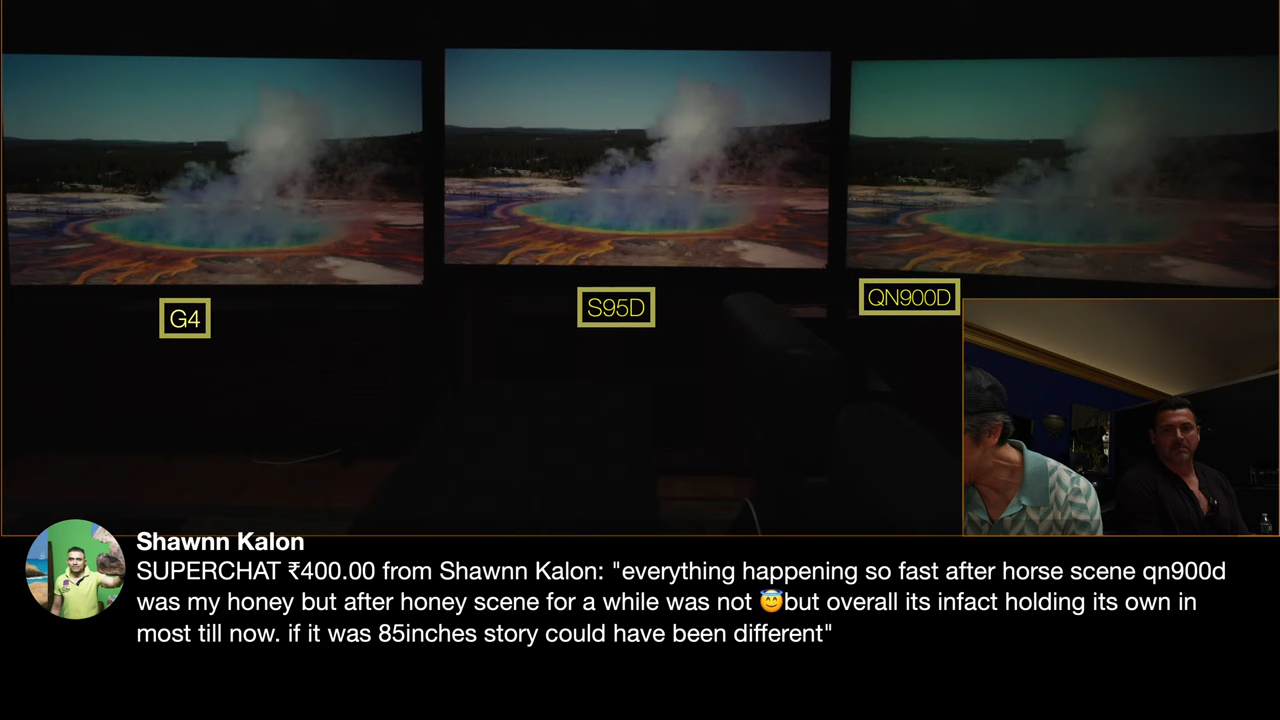 G4
S95D
QN900D
Shawnn Kalon
SUPERCHAT ₹400.00 from Shawnn Kalon: "everything happening so fast after horse scene qn900d
was my honey but after honey scene for a while was not 😇but overall its infact holding its own in
most till now. if it was 85inches story could have been different"